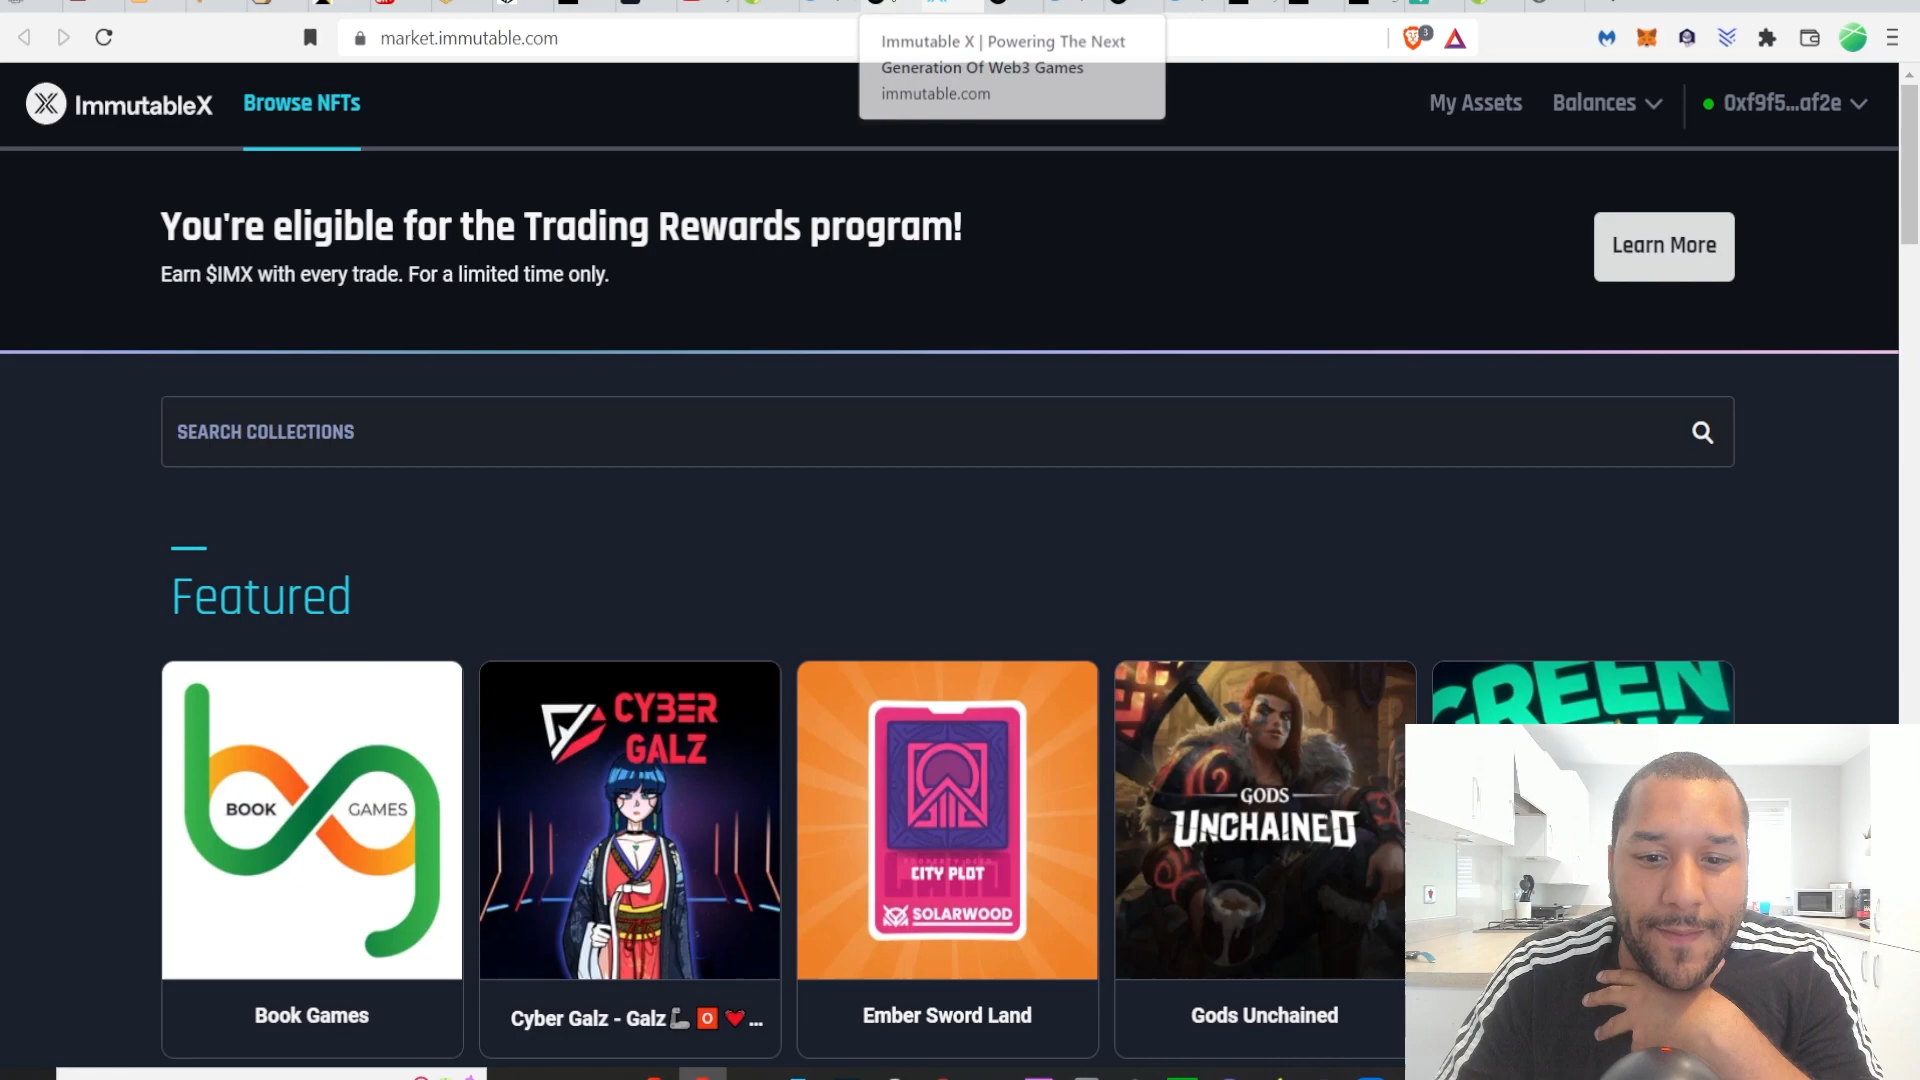 market.immutable.com
3
Immutable X | Powering The Next
Generation Of Web3 Games
immutable.com
ImmutableX
Browse NFTs
My Assets
Balances
0xf9f5...af2e
You're eligible for the Trading Rewards program!
Earn $IMX with every trade. For a limited time only.
Learn More
SEARCH COLLECTIONS
Featured
BOOK GAMES
CYBER
GALZ
CITY PLOT
SOLARWOOD
GODS
UNCHAINED
GREEN
Book Games
Cyber Galz - Galz 🦾 🅾 ❤️ ...
Ember Sword Land
Gods Unchained